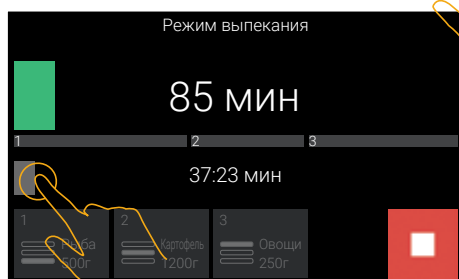 Режим выпекания
85 мин
1 2 3
37:23 мин
1 2 3
Рыба Картофель Овощи
500г 1200г 250г